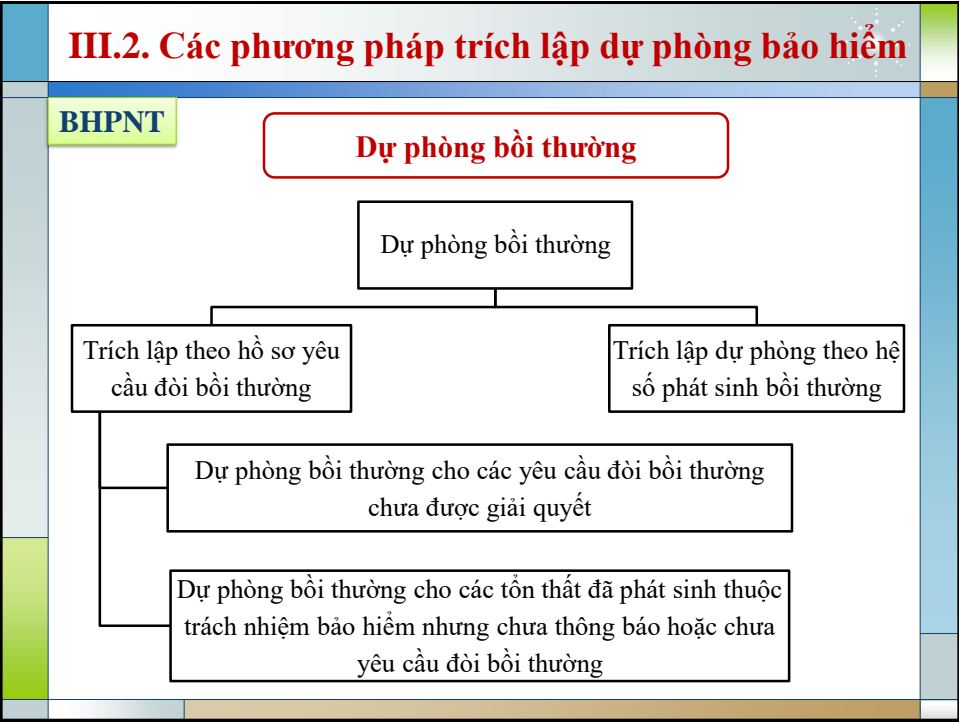 III.2. Các phương pháp trích lập dự phòng bảo hiểm
BHPNT
Dự phòng bồi thường
Dự phòng bồi thường
Trích lập theo hồ sơ yêu
cầu đòi bồi thường
Trích lập dự phòng theo hệ
số phát sinh bồi thường
Dự phòng bồi thường cho các yêu cầu đòi bồi thường
chưa được giải quyết
Dự phòng bồi thường cho các tổn thất đã phát sinh thuộc
trách nhiệm bảo hiểm nhưng chưa thông báo hoặc chưa
yêu cầu đòi bồi thường